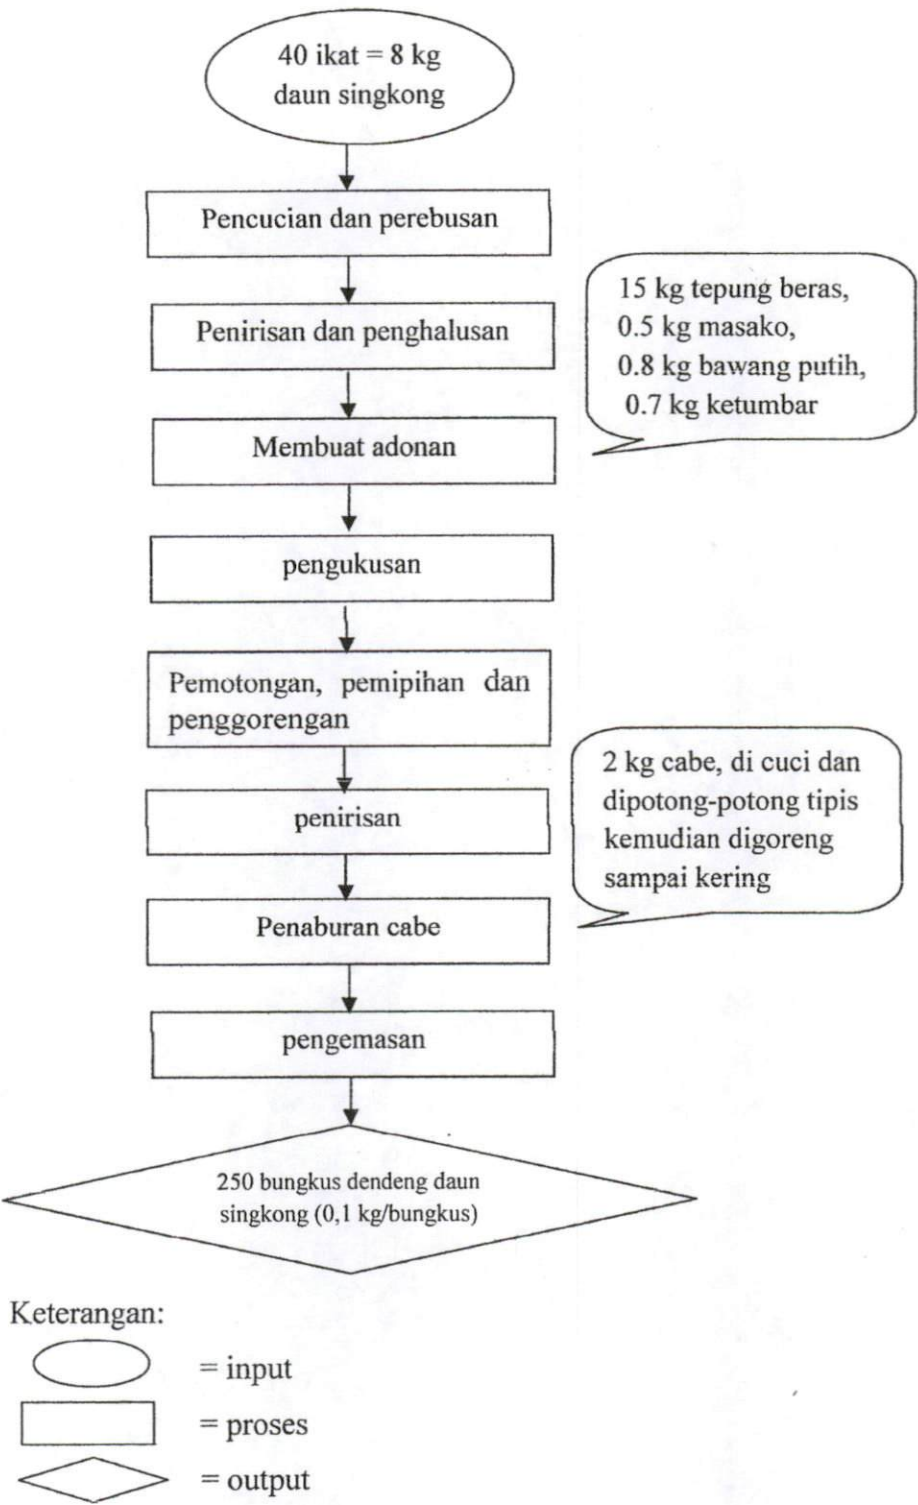 40 ikat = 8 kg
daun singkong
Pencucian dan perebusan
Penirisan dan penghalusan
15 kg tepung beras,
0.5 kg masako,
0.8 kg bawang putih,
0.7 kg ketumbar
Membuat adonan
pengukusan
Pemotongan, pemipihan dan
penggorengan
2 kg cabe, di cuci dan
dipotong-potong tipis
kemudian digoreng
sampai kering
penirisan
Penaburan cabe
pengemasan
250 bungkus dendeng daun
singkong (0,1 kg/bungkus)
Keterangan:
= input
= proses
= output